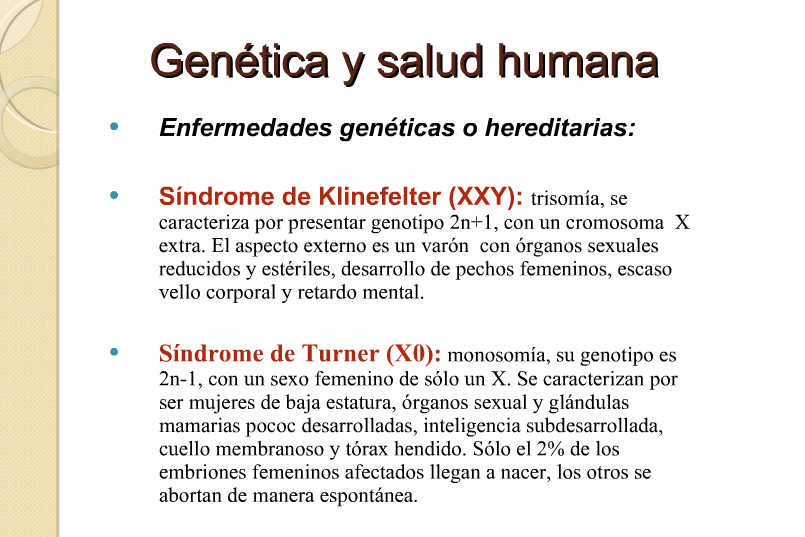 Genética y salud humana
• Enfermedades genéticas o hereditarias:
• Síndrome de Klinefelter (XXY): trisomía, se
caracteriza por presentar genotipo 2n+1, con un cromosoma X
extra. El aspecto externo es un varón con órganos sexuales
reducidos y estériles, desarrollo de pechos femeninos, escaso
vello corporal y retardo mental.
• Síndrome de Turner (X0): monosomía, su genotipo es
2n-1, con un sexo femenino de sólo un X. Se caracterizan por
ser mujeres de baja estatura, órganos sexual y glándulas
mamarias pococ desarrolladas, inteligencia subdesarrollada,
cuello membranoso y tórax hendido. Sólo el 2% de los
embriones femeninos afectados llegan a nacer, los otros se
abortan de manera espontánea.